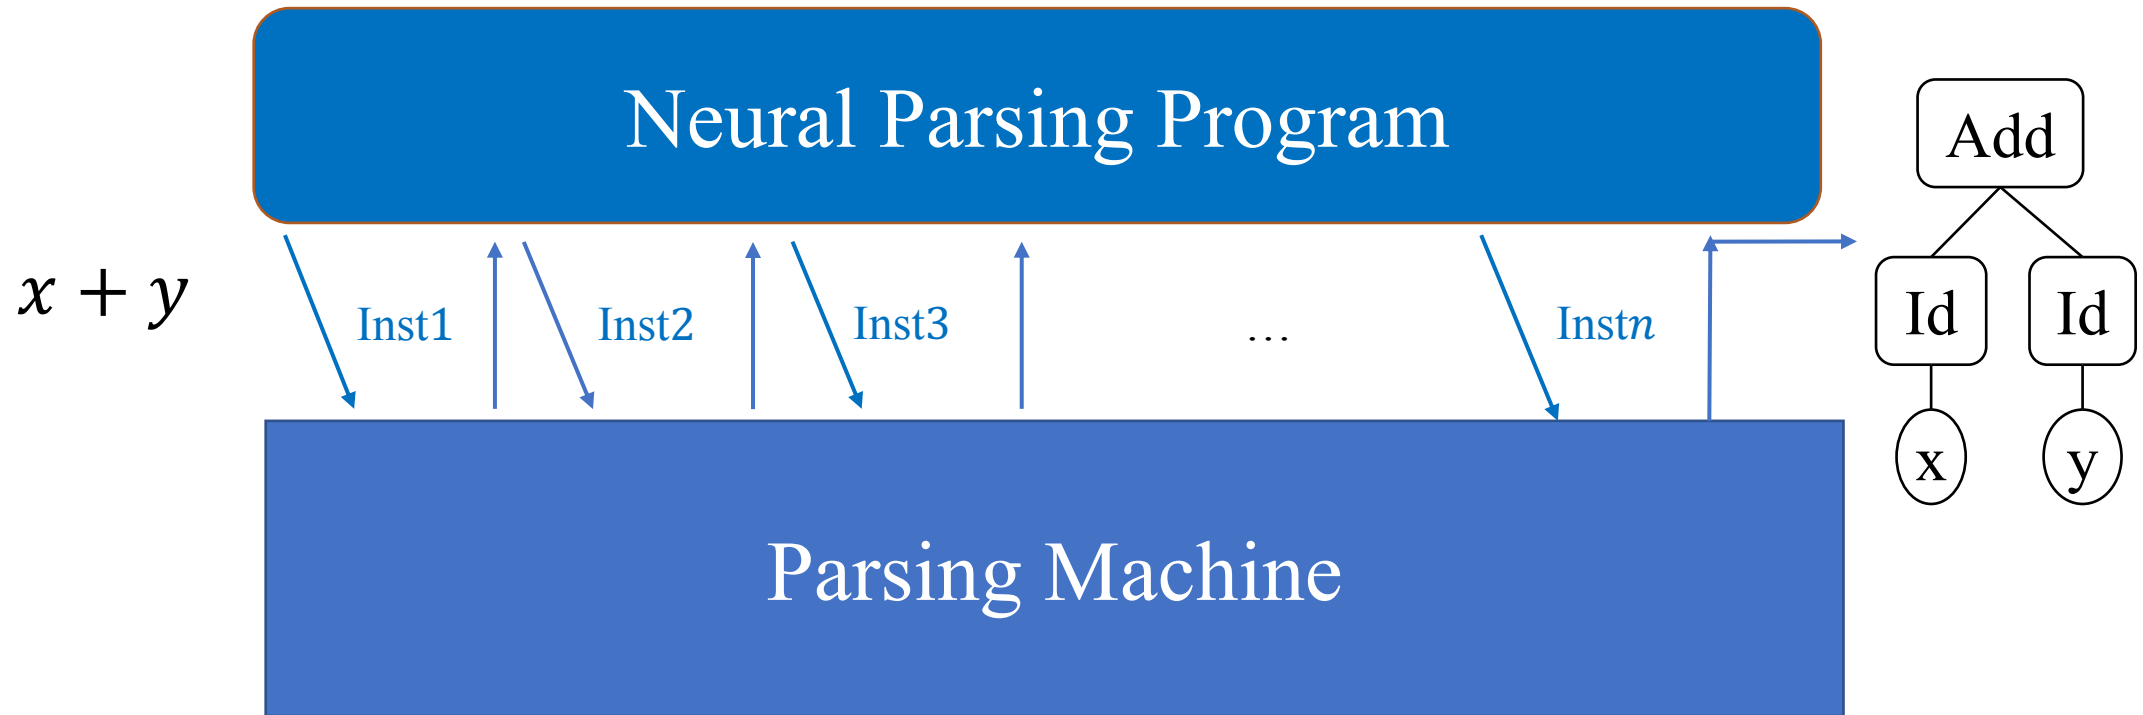 Neural Parsing Program
x + y
Inst1
Inst2
Inst3
...
Instn
Parsing Machine
Add
Id
Id
x
y